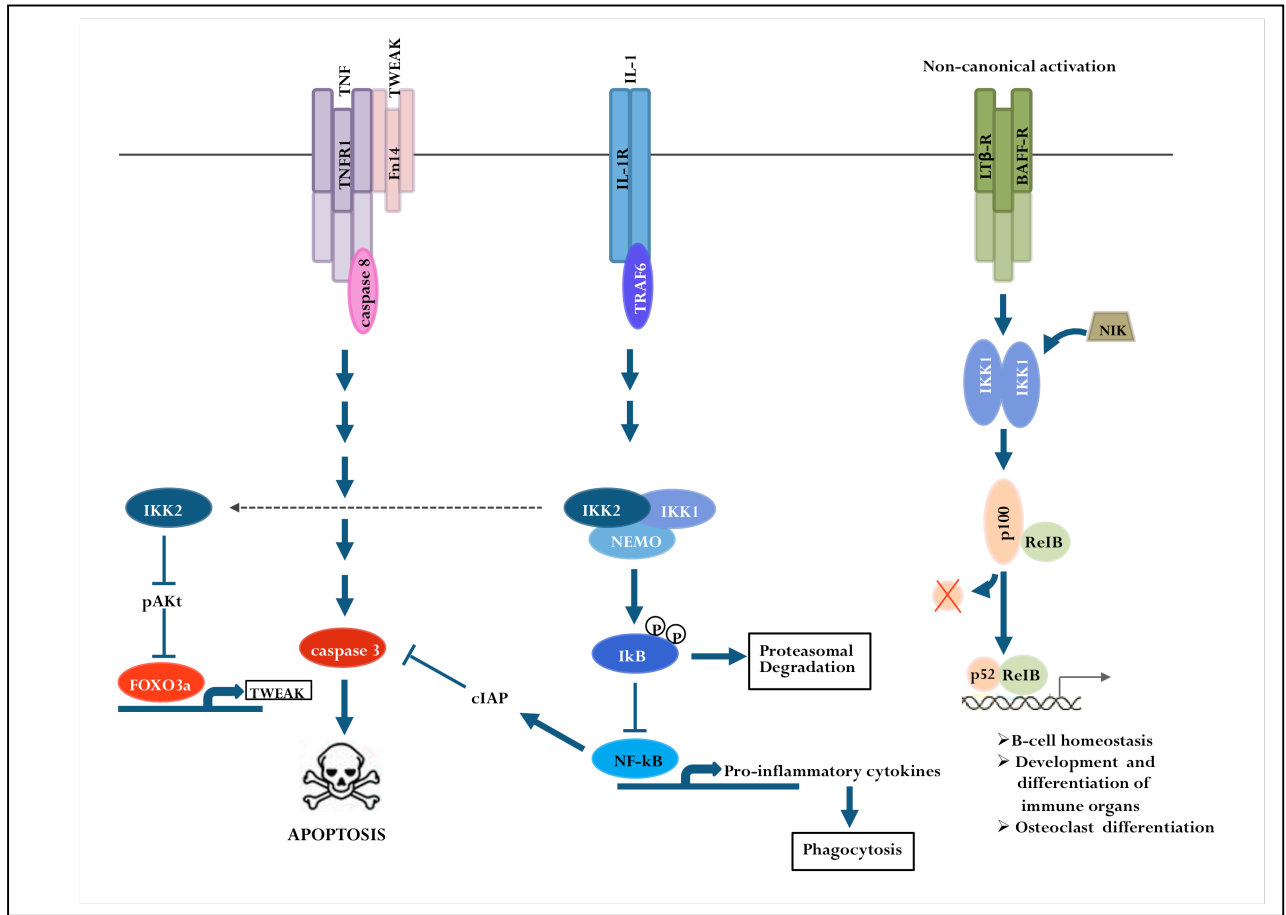 TNF
TWEAK
TNFR1
Fn14
caspase 8
IL-1
IL-1R
TRAF6
Non-canonical activation
LTβ-R
BAFF-R
NIK
IKK1
IKK1
IKK2
IKK2
IKK1
NEMO
p100
ReIB
pAKt
P
P
caspase 3
IkB
Proteasomal
Degradation
p52
ReIB
FOXO3a
TWEAK
cIAP
NF-kB
Pro-inflammatory cytokines
APOPTOSIS
Phagocytosis
➢B-cell homeostasis
➢ Development and
differentiation of
immune organs
➢ Osteoclast differentiation